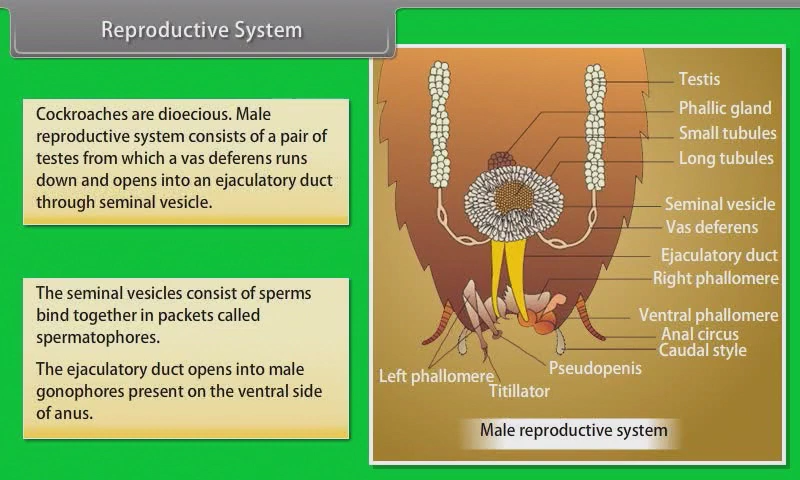 Reproductive System
Cockroaches are dioecious. Male
reproductive system consists of a pair of
testes from which a vas deferens runs
down and opens into an ejaculatory duct
through seminal vesicle.
The seminal vesicles consist of sperms
bind together in packets called
spermatophores.
The ejaculatory duct opens into male
gonophores present on the ventral side
of anus.
Testis
Phallic gland
Small tubules
Long tubules
Seminal vesicle
Vas deferens
Ejaculatory duct
Right phallomere
Ventral phallomere
Anal circus
Caudal style
Pseudopenis
Left phallomere
Titillator
Male reproductive system